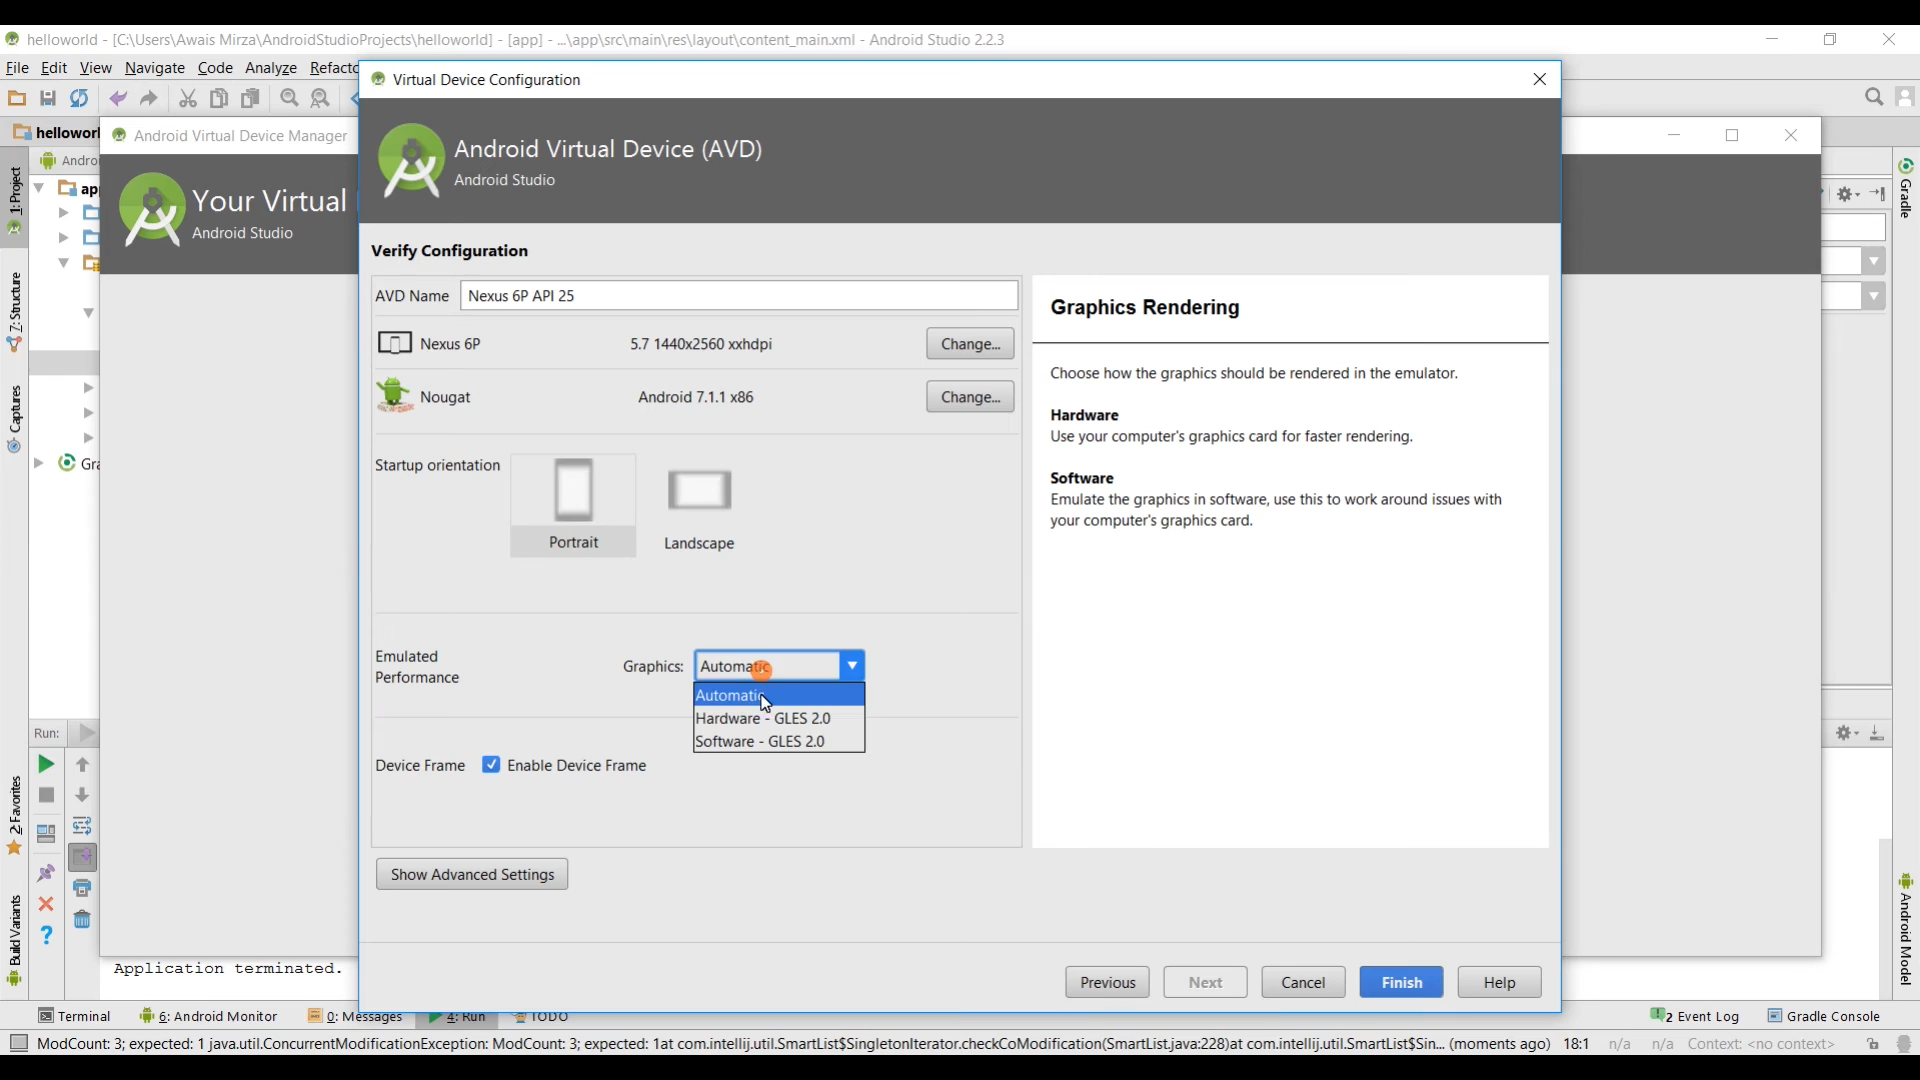 helloworld - [C:\Users\Awais Mirza\AndroidStudioProjects\helloworld] - [app] - ...\app\src\main\res\layout\content_main.xml - Android Studio 2.2.3
File Edit View Navigate Code Analyze Refacto
Virtual Device Configuration
hellowor
Android Virtual Device Manager
Andro
Android Virtual Device (AVD)
Android Studio
1: Project
Gradle
app
Your Virtual
Android Studio
Verify Configuration
AVD Name
Nexus 6P API 25
Graphics Rendering
7: Structure
Nexus 6P
5.7 1440x2560 xxhdpi
Change...
Choose how the graphics should be rendered in the emulator.
Nougat
Android 7.1.1 x86
Change...
Hardware
Use your computer's graphics card for faster rendering.
Captures
Startup orientation
Gra
Software
Emulate the graphics in software, use this to work around issues with
your computer's graphics card.
Portrait
Landscape
Emulated
Performance
Graphics:
Automatic
Automatic
Hardware - GLES 2.0
Software - GLES 2.0
Run:
Device Frame
Enable Device Frame
2: Favorites
Show Advanced Settings
Build Variants
Android Model
Application terminated.
Previous
Next
Cancel
Finish
Help
Terminal
6: Android Monitor
0: Messages
4: Run
TODO
2 Event Log
Gradle Console
ModCount: 3; expected: 1 java.util.ConcurrentModificationException: ModCount: 3; expected: 1at com.intellij.util.SmartList$SingletonIterator.checkCoModification(SmartList.java:228)at com.intellij.util.SmartList$Sin... (moments ago)
18:1
n/a
n/a
Context: <no context>